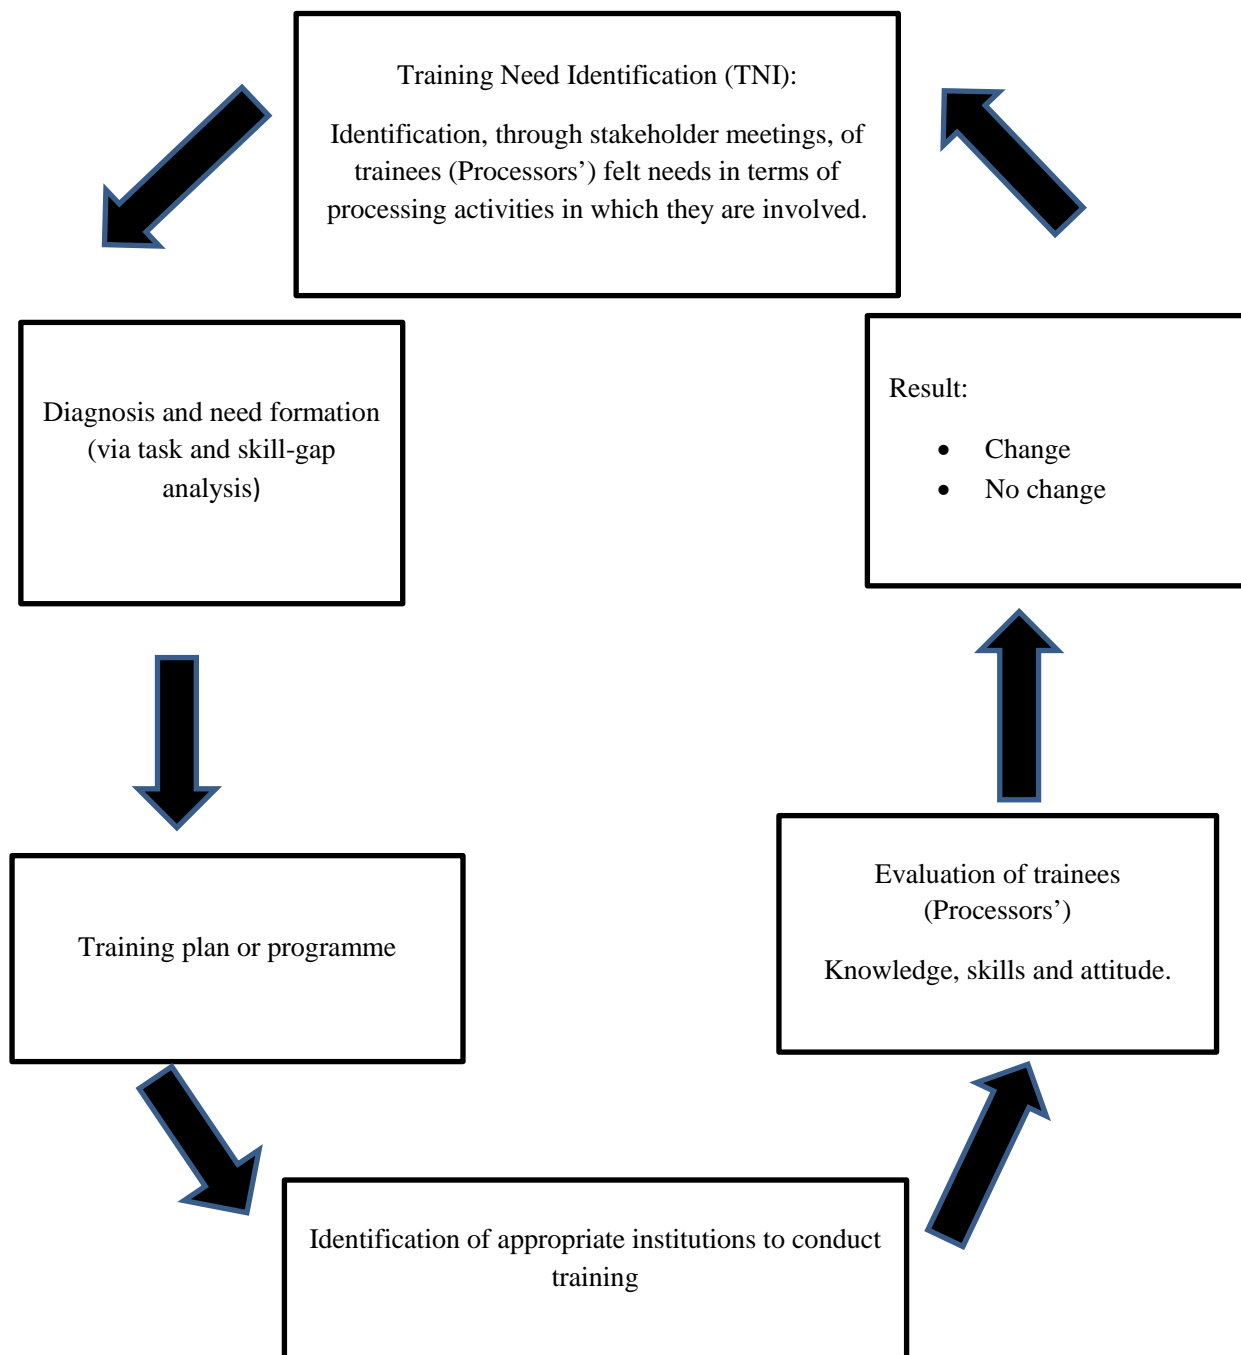 Training Need Identification (TNI):
Identification, through stakeholder meetings, of
trainees (Processors’) felt needs in terms of
processing activities in which they are involved.
Diagnosis and need formation
(via task and skill-gap
analysis)
Training plan or programme
Identification of appropriate institutions to conduct
training
Evaluation of trainees
(Processors’)
Knowledge, skills and attitude.
Result:
• Change
• No change